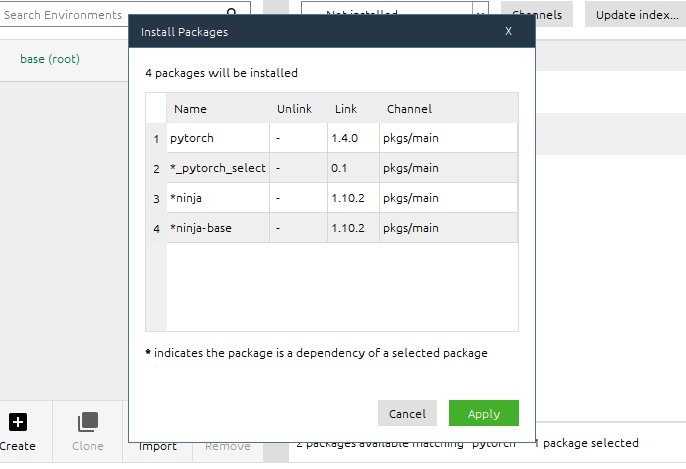 Search Environments
Channels
Update index...
Install Packages X
base (root)
4 packages will be installed
Name Unlink Link Channel
1 pytorch - 1.4.0 pkgs/main
2 *_pytorch_select - 0.1 pkgs/main
3 *ninja - 1.10.2 pkgs/main
4 *ninja-base - 1.10.2 pkgs/main
* indicates the package is a dependency of a selected package
Cancel Apply
Create Clone Import Remove
2 packages available matching "pytorch" 1 package selected